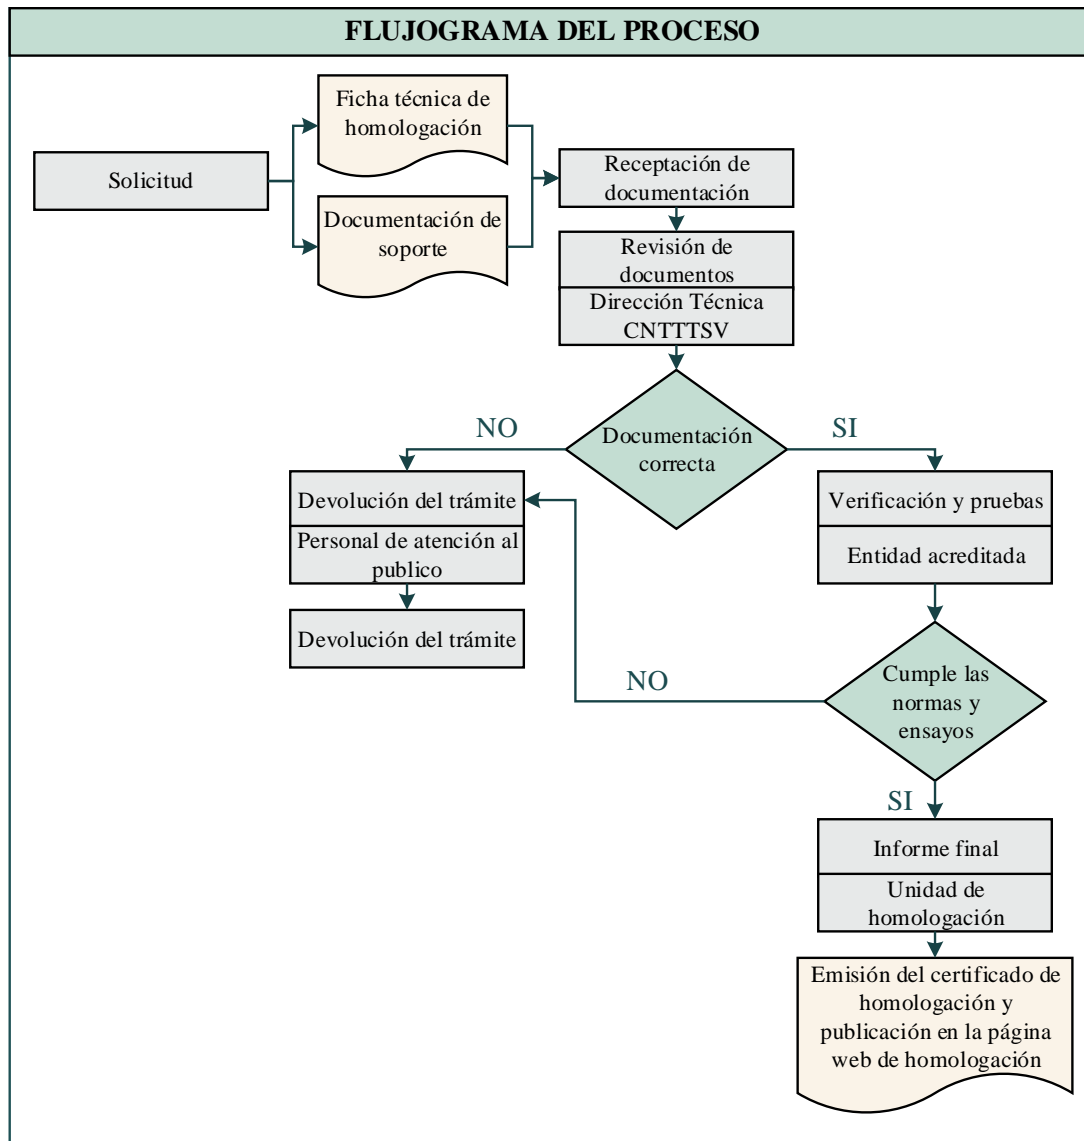 FLUJOGRAMA DEL PROCESO
Ficha técnica de
homologación
Solicitud
Documentación de
soporte
Receptación de
documentación
Revisión de
documentos
Dirección Técnica
CNTTTSV
Documentación
correcta
NO
SI
Devolución del trámite
Personal de atención al
publico
Devolución del trámite
Verificación y pruebas
Entidad acreditada
Cumple las
normas y
ensayos
NO
SI
Informe final
Unidad de
homologación
Emisión del certificado de
homologación y
publicación en la página
web de homologación